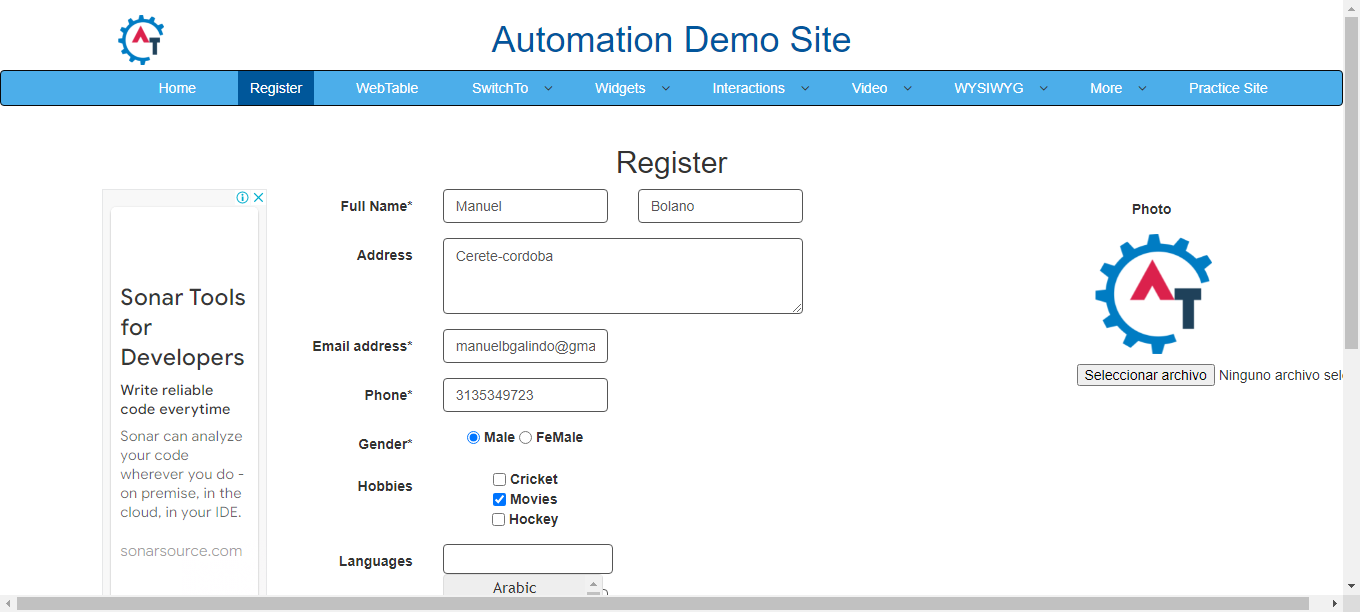 Automation Demo Site
Home Register WebTable SwitchTo Widgets Interactions Video WYSIWYG More Practice Site
Register
Sonar Tools
for
Developers
Write reliable
code everytime
Sonar can analyze
your code
wherever you do -
on premise, in the
cloud, in your IDE.
sonarsource.com
Full Name* Manuel Bolano
Address Cerete-cordoba
Email address* manuelbgalindo@gma
Phone* 3135349723
Gender* Male FeMale
Hobbies Cricket
Movies
Hockey
Languages
Arabic
Photo
AT
Seleccionar archivo Ninguno archivo sel